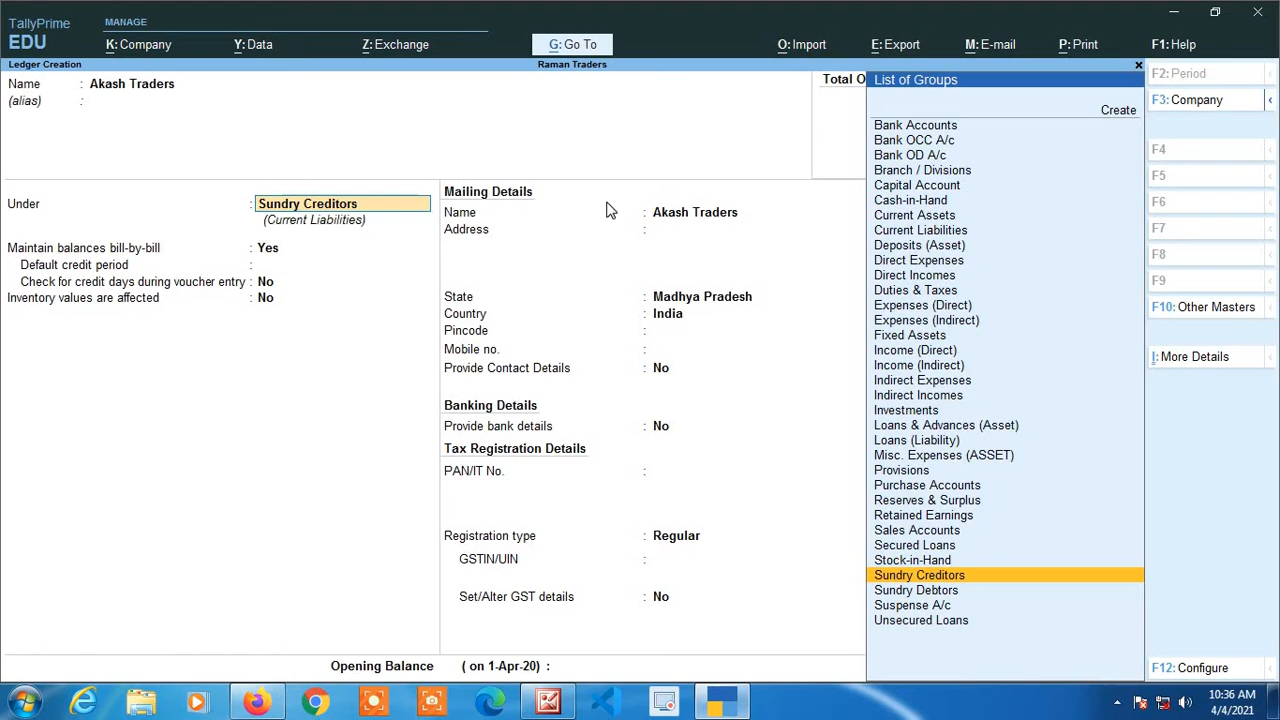 TallyPrime
EDU
MANAGE
K: Company
Y: Data
Z: Exchange
G: Go To
O: Import
E: Export
M: E-mail
P: Print
F1: Help
Ledger Creation
Raman Traders
Name : Akash Traders
(alias) :
Total O
Under : Sundry Creditors
(Current Liabilities)
Maintain balances bill-by-bill : Yes
Default credit period :
Check for credit days during voucher entry : No
Inventory values are affected : No
Mailing Details
Name : Akash Traders
Address :
State : Madhya Pradesh
Country : India
Pincode :
Mobile no. :
Provide Contact Details : No
Banking Details
Provide bank details : No
Tax Registration Details
PAN/IT No. :
Registration type : Regular
GSTIN/UIN :
Set/Alter GST details : No
Opening Balance ( on 1-Apr-20) :
List of Groups
Create
Bank Accounts
Bank OCC A/c
Bank OD A/c
Branch / Divisions
Capital Account
Cash-in-Hand
Current Assets
Current Liabilities
Deposits (Asset)
Direct Expenses
Direct Incomes
Duties & Taxes
Expenses (Direct)
Expenses (Indirect)
Fixed Assets
Income (Direct)
Income (Indirect)
Indirect Expenses
Indirect Incomes
Investments
Loans & Advances (Asset)
Loans (Liability)
Misc. Expenses (ASSET)
Provisions
Purchase Accounts
Reserves & Surplus
Retained Earnings
Sales Accounts
Secured Loans
Stock-in-Hand
Sundry Creditors
Sundry Debtors
Suspense A/c
Unsecured Loans
F2: Period
F3: Company
F4
F5
F6
F7
F8
F9
F10: Other Masters
I: More Details
F12: Configure
10:36 AM
4/4/2021